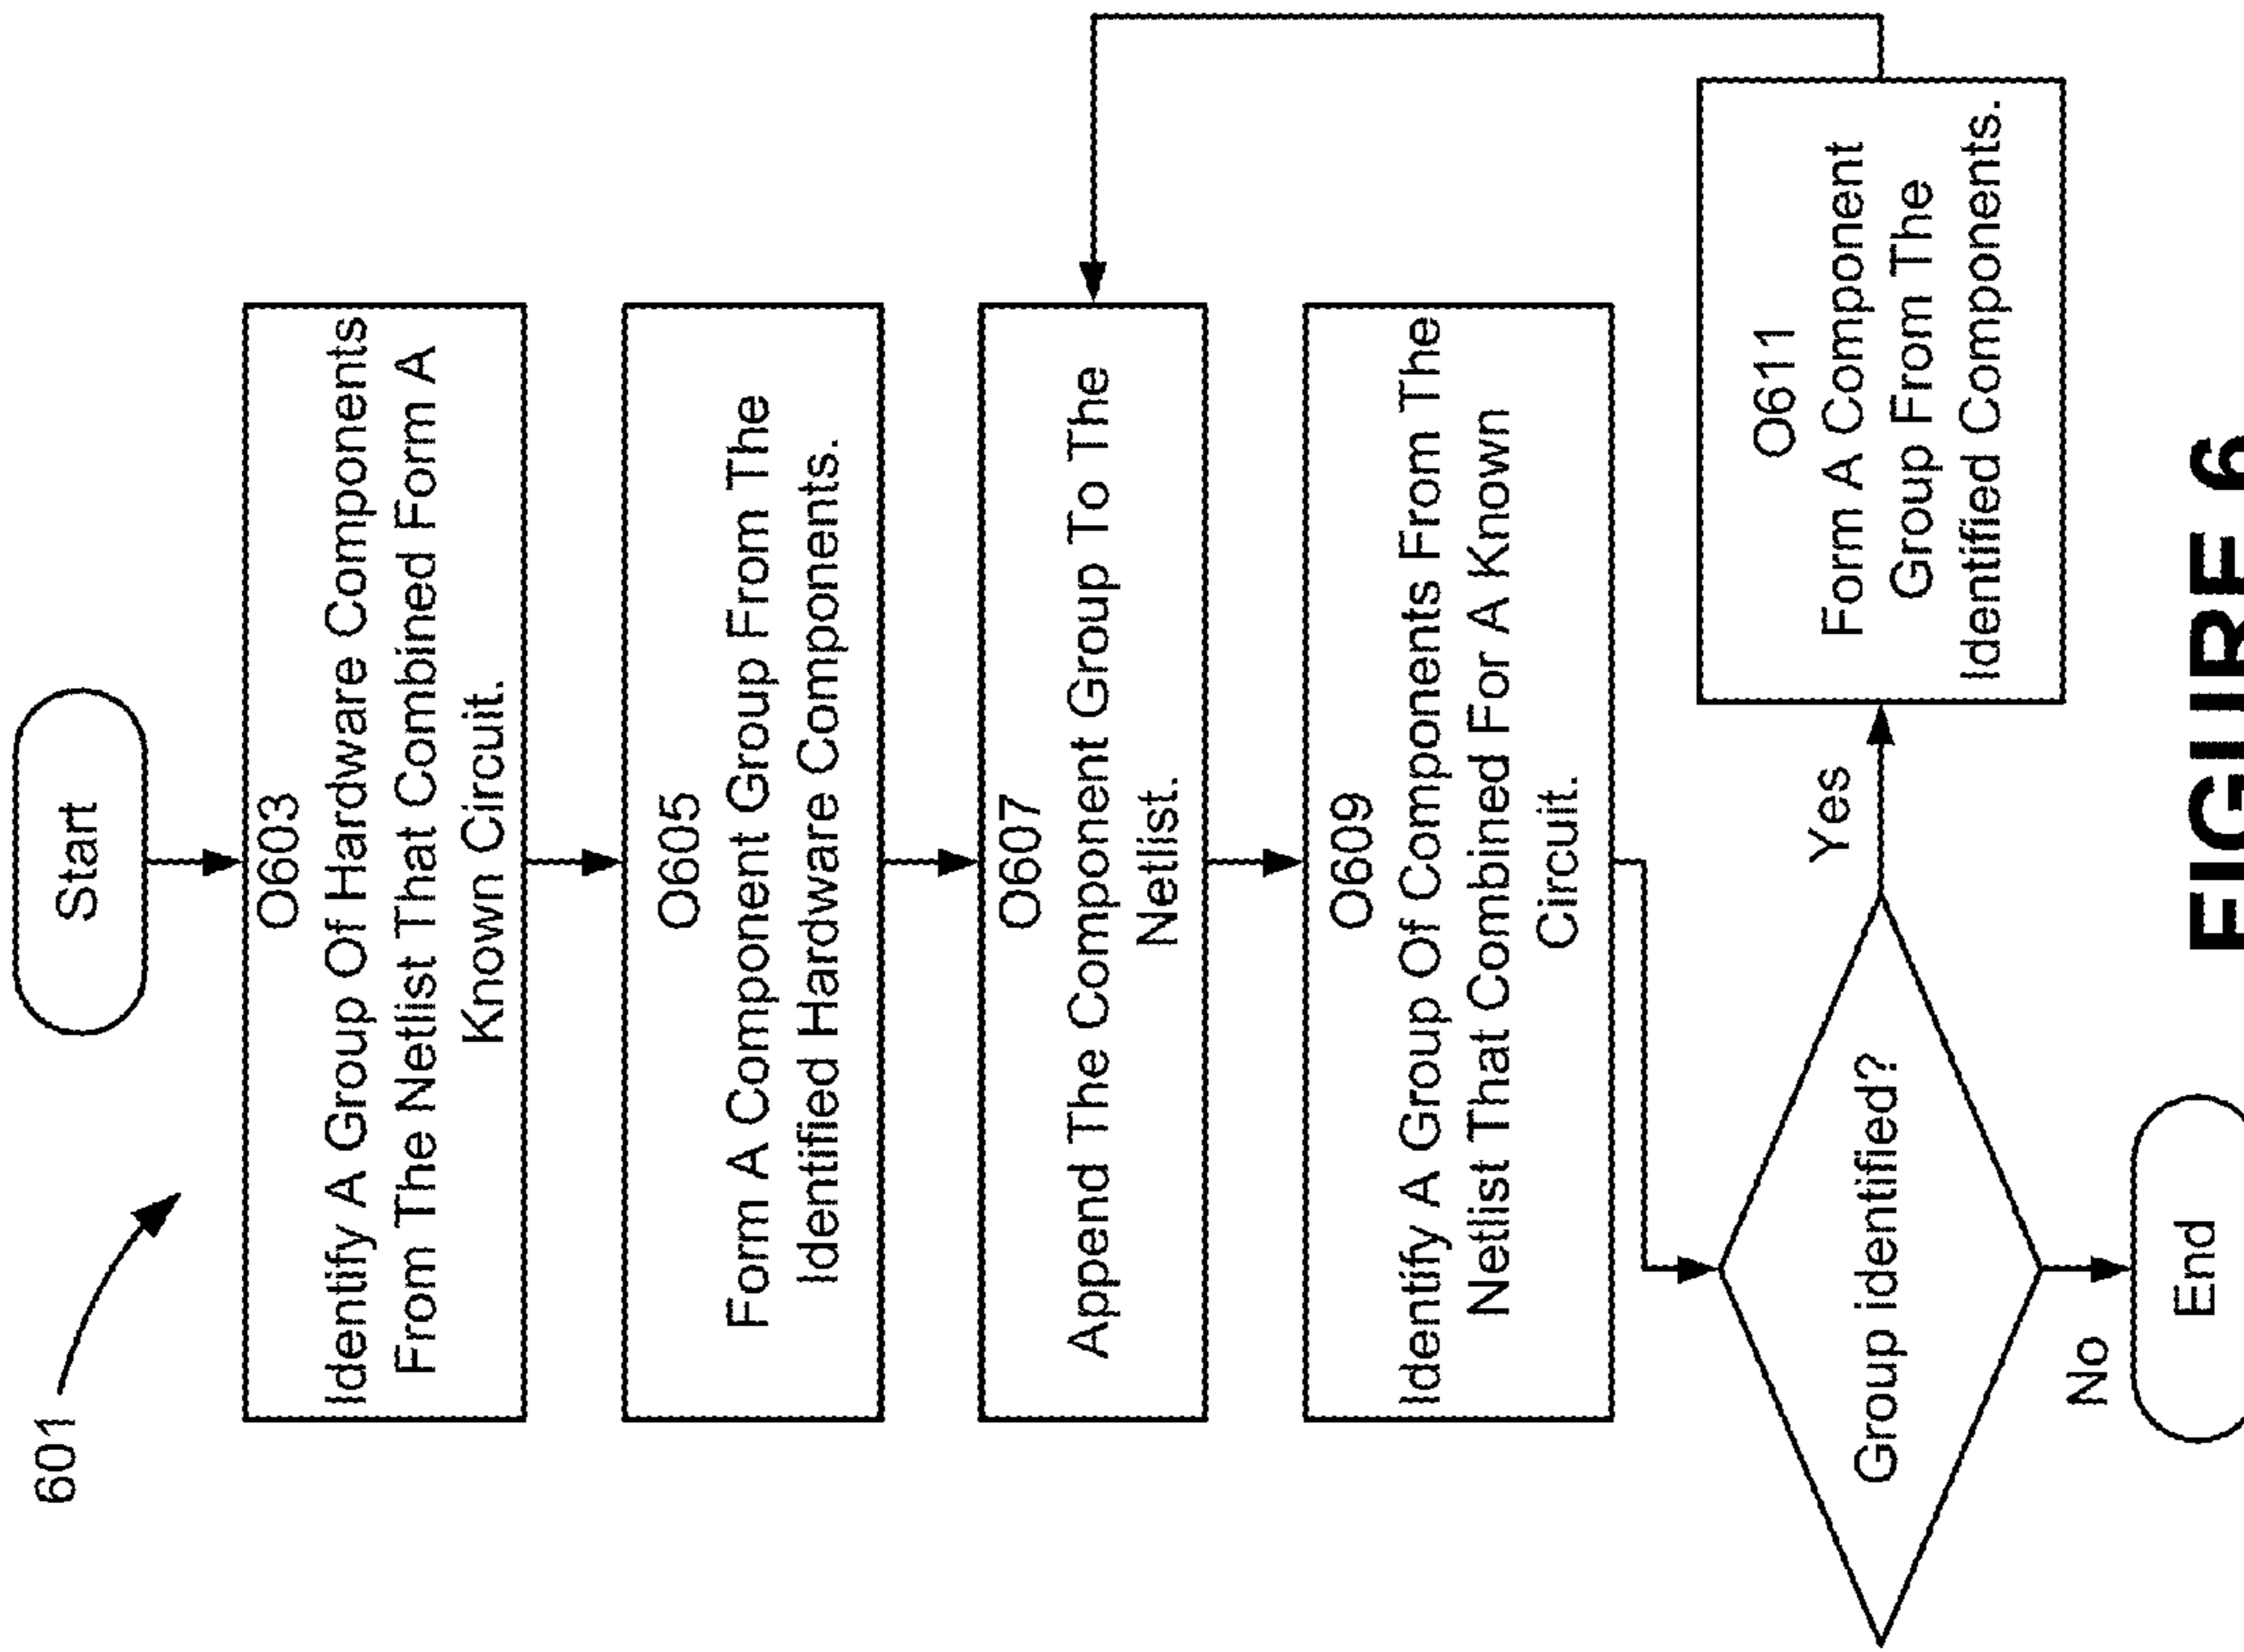 601
Start
O603
Identify A Group Of Hardware Components
From The Netlist That Combined Form A
Known Circuit.
O605
Form A Component Group From The
Identified Hardware Components.
O607
Append The Component Group To The
Netlist.
O609
Identify A Group Of Components From The
Netlist That Combined For A Known
Circuit.
Group identified?
Yes
O611
Form A Component
Group From The
Identified Components.
No
End
FIGURE 6